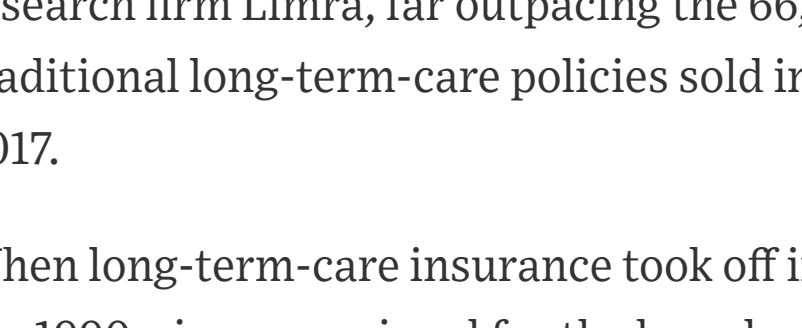 search firm Limra, far outpacing the 66,
aditional long-term-care policies sold in
017.
hen long-term-care insurance took off i